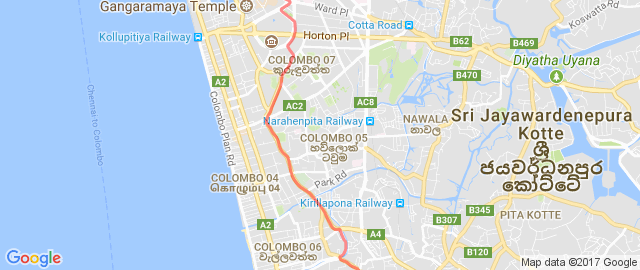 Gangaramaya Temple
Ward Pl
Cotta Road
Koswatta Rd
Kollupitiya Railway
Horton Pl
B62
B469
COLOMBO 07
කුරුඳුවත්ත
Diyatha Uyana
A2
B470
Chennai to Colombo
Colombo Plan Rd
AC2
AC8
Narahenpita Railway
NAWALA
නාවල
Sri Jayawardenepura
Kotte
ශ්‍රී
ජයවර්ධනපුර
කෝට්ටේ
COLOMBO 05
හව්ලොක්
ටවුම
A2
COLOMBO 04
கொழும்பு 04
Park Rd
Kirillapona Railway
B345
PITA KOTTE
A2
B307
A4
COLOMBO 06
වැල්ලවත්ත
B120
Google
Map data ©2017 Google